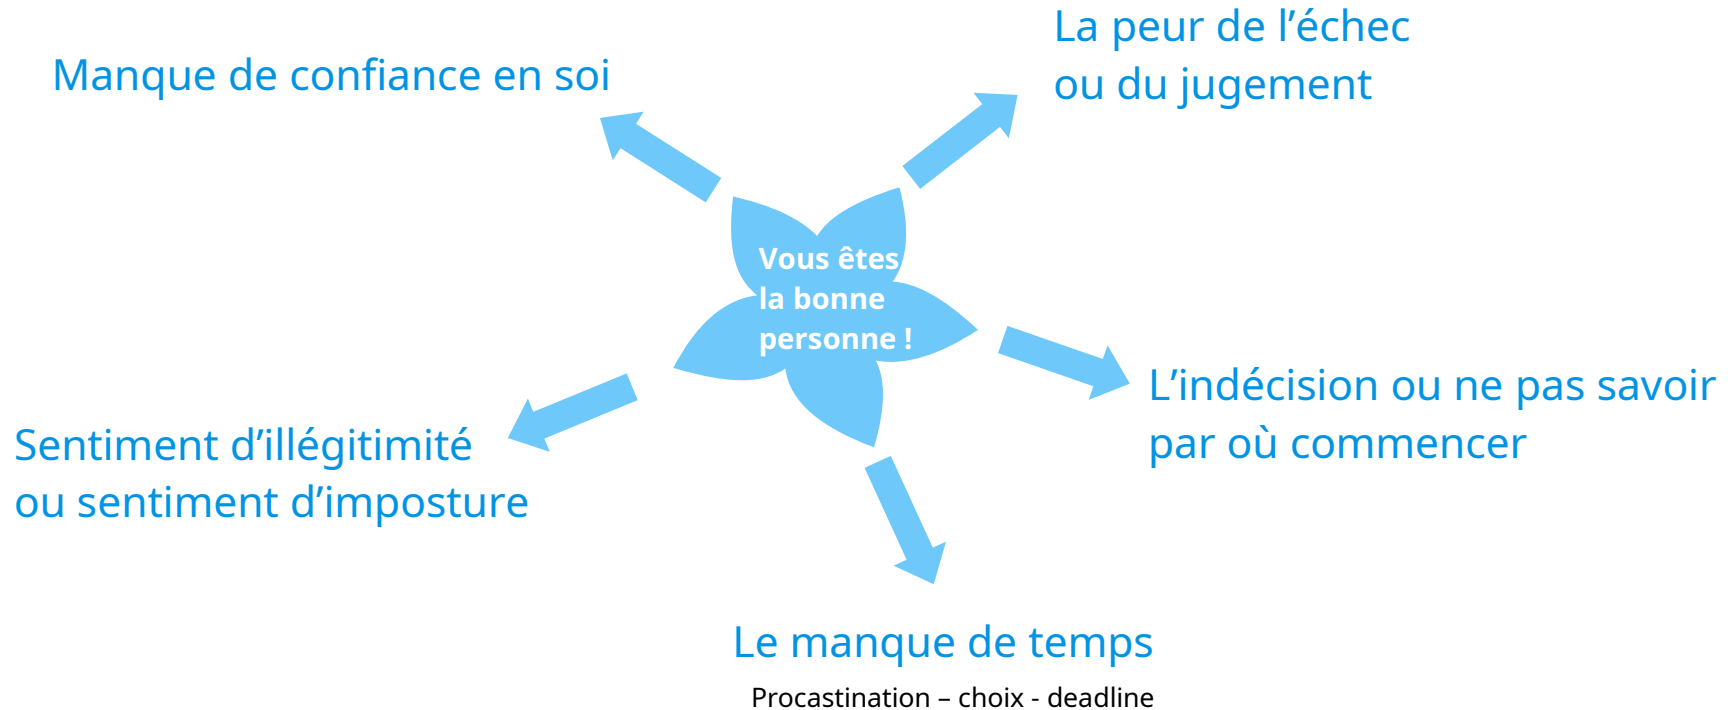 La peur de l’échec
ou du jugement
Manque de confiance en soi
Vous êtes
la bonne
personne !
L’indécision ou ne pas savoir
par où commencer
Sentiment d’illégitimité
ou sentiment d’imposture
Le manque de temps
Procastination – choix - deadline